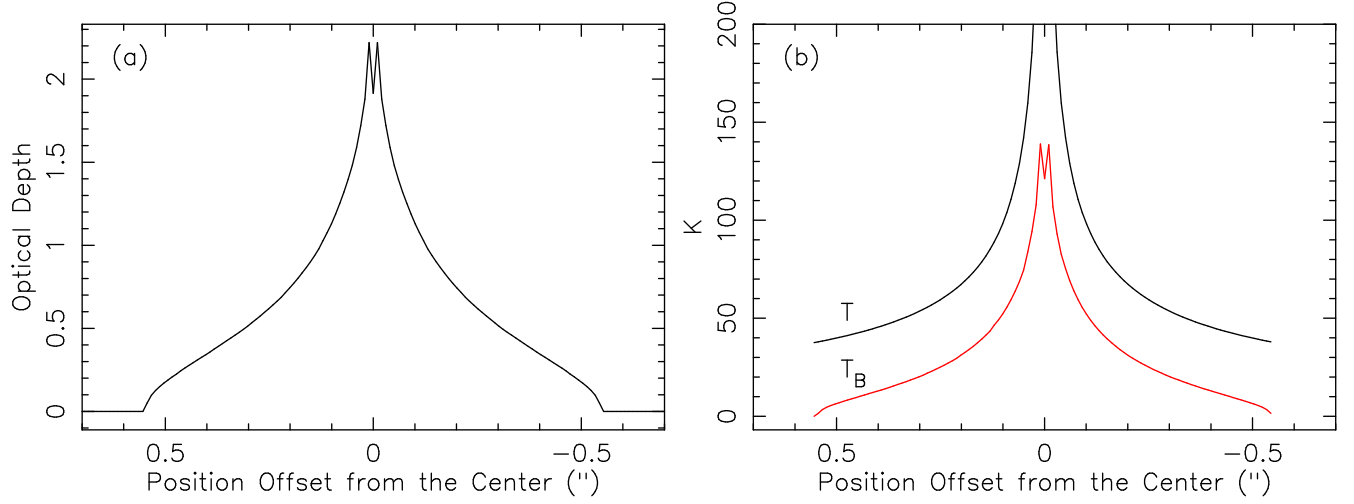 (a)
2
1.5
1
0.5
0
Optical Depth
0.5 0 −0.5
Position Offset from the Center (")
(b)
200
150
100
50
0
K
T
T_B
0.5 0 −0.5
Position Offset from the Center (")